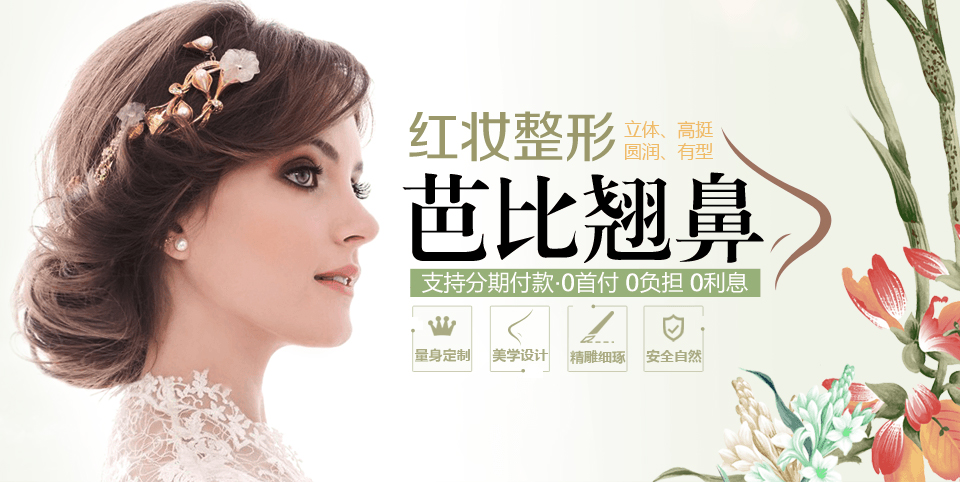 红妆整形
立体、高挺
圆润、有型
芭比翘鼻
支持分期付款·0首付 0负担 0利息
量身定制
美学设计
精雕细琢
安全自然